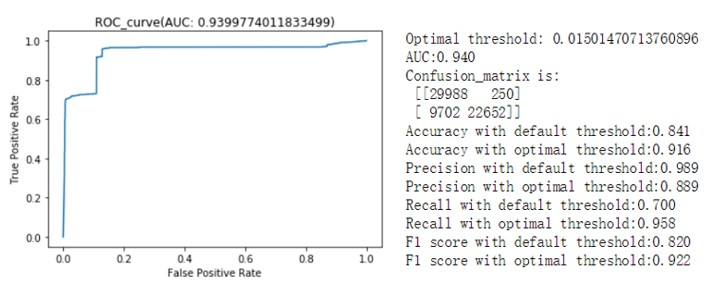 ROC_curve(AUC: 0.9399774011833499)
True Positive Rate
1.0
0.8
0.6
0.4
0.2
0.0
0.0 0.2 0.4 0.6 0.8 1.0
False Positive Rate
Optimal threshold: 0.01501470713760896
AUC:0.940
Confusion_matrix is:
[[29988 250]
[ 9702 22652]]
Accuracy with default threshold:0.841
Accuracy with optimal threshold:0.916
Precision with default threshold:0.989
Precision with optimal threshold:0.889
Recall with default threshold:0.700
Recall with optimal threshold:0.958
F1 score with default threshold:0.820
F1 score with optimal threshold:0.922